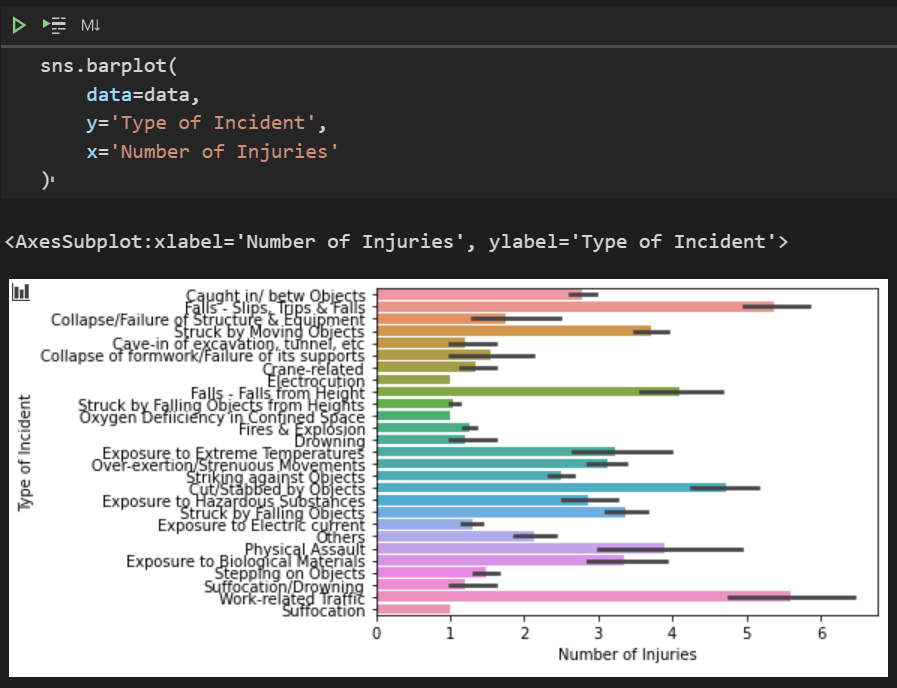 M↓
sns.barplot(
    data=data,
    y='Type of Incident',
    x='Number of Injuries'
)
<AxesSubplot:xlabel='Number of Injuries', ylabel='Type of Incident'>
Type of Incident
Caught in/ betw Objects
Falls - Slips, Trips & Falls
Collapse/Failure of Structure & Equipment
Struck by Moving Objects
Cave-in of excavation, tunnel, etc
Collapse of formwork/Failure of its supports
Crane-related
Electrocution
Falls - Falls from Height
Struck by Falling Objects from Heights
Oxygen Defiiciency in Confined Space
Fires & Explosion
Drowning
Exposure to Extreme Temperatures
Over-exertion/Strenuous Movements
Striking against Objects
Cut/Stabbed by Objects
Exposure to Hazardous Substances
Struck by Falling Objects
Exposure to Electric current
Others
Physical Assault
Exposure to Biological Materials
Stepping on Objects
Suffocation/Drowning
Work-related Traffic
Suffocation
0 1 2 3 4 5 6
Number of Injuries